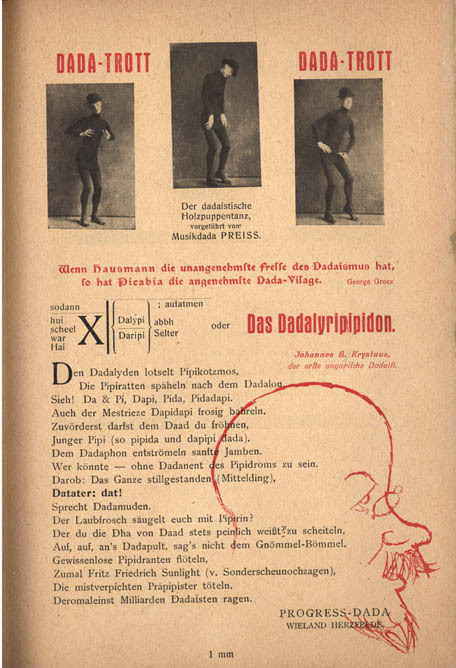 DADA-TROTT
DADA-TROTT
Der dadaistische
Holzpuppentanz,
vorgeführt vom
Musikdada PREISS.
Wenn Hausmann die unangenehmste Fresse des Dadaismus hat,
so hat Picabia die angenehmste Dada-Visage. George Grosz
sodann
hui
scheel
war
Hai
X
Dalypi
Daripi
; aufatmen
abbh
Selter
oder
Das Dadalyripipidon.
Johannes B. Krystaus,
der erste ungarische Dadaist.
Den Dadalyden lotselt Pipikotzmos,
Die Pipiratten späheln nach dem Dadalon.
Sieh! Da & Pi, Dapi, Pida, Pidadapi.
Auch der Mestrieze Dapidapi frosig bahreln.
Zuvörderst darfst dem Daad du fröhnen,
Junger Pipi (so pipida und dapipi dada).
Dem Dadaphon entströmeln sanfte Jamben.
Wer könnte — ohne Dadanent des Pipidroms zu sein.
Darob: Das Ganze stillgestanden (Mittelding),
Datater: dat!
Sprecht Dadamuden.
Der Laubfrosch säugelt euch mit Pipirin?
Der du die Dha von Daad stets peinlich weißt? zu scheiteln,
Auf, auf, an's Dadapult, sag's nicht dem Gnömmel-Bömmel.
Gewissenlose Pipidranten flöteln,
Zumal Fritz Friedrich Sunlight (v. Sonderscheunochzagen),
Die mistverpichten Präpipister töteln.
Deromaleinst Milliarden Dadaisten ragen.
PROGRESS-DADA
WIELAND HERZFELDE.
1 mm